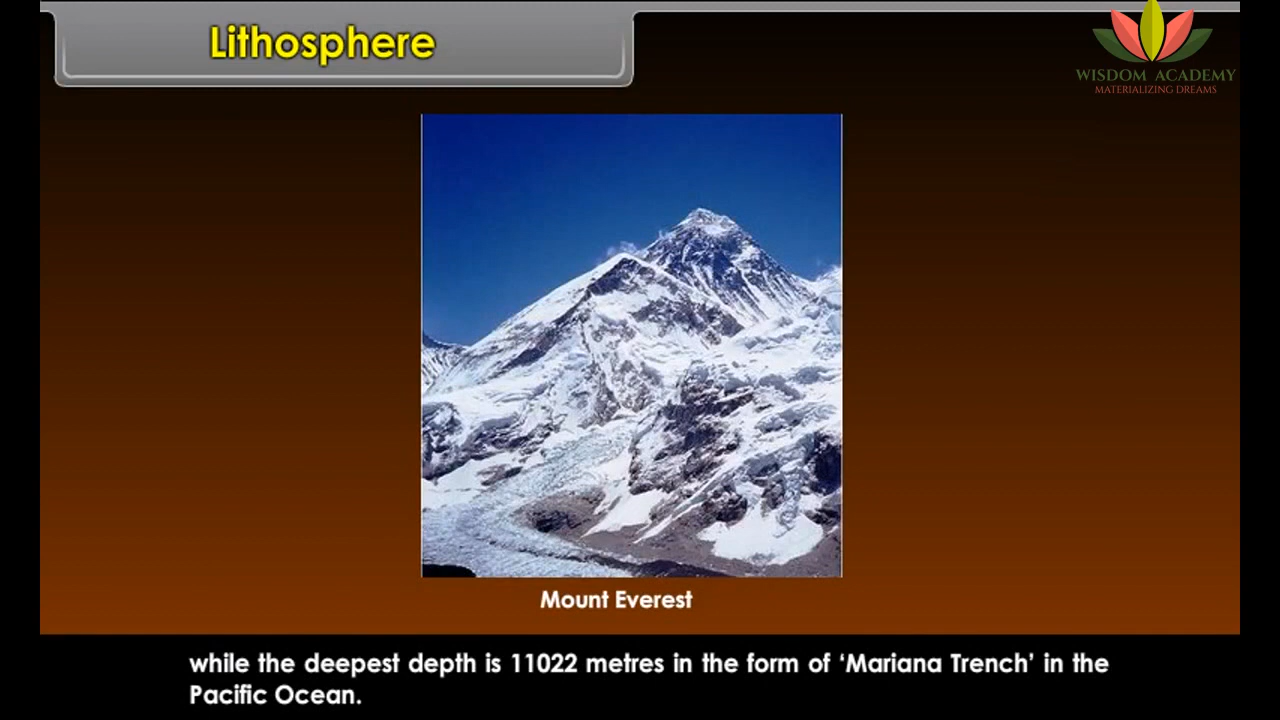 Lithosphere
WISDOM ACADEMY
MATERIALIZING DREAMS
Mount Everest
while the deepest depth is 11022 metres in the form of ‘Mariana Trench’ in the
Pacific Ocean.